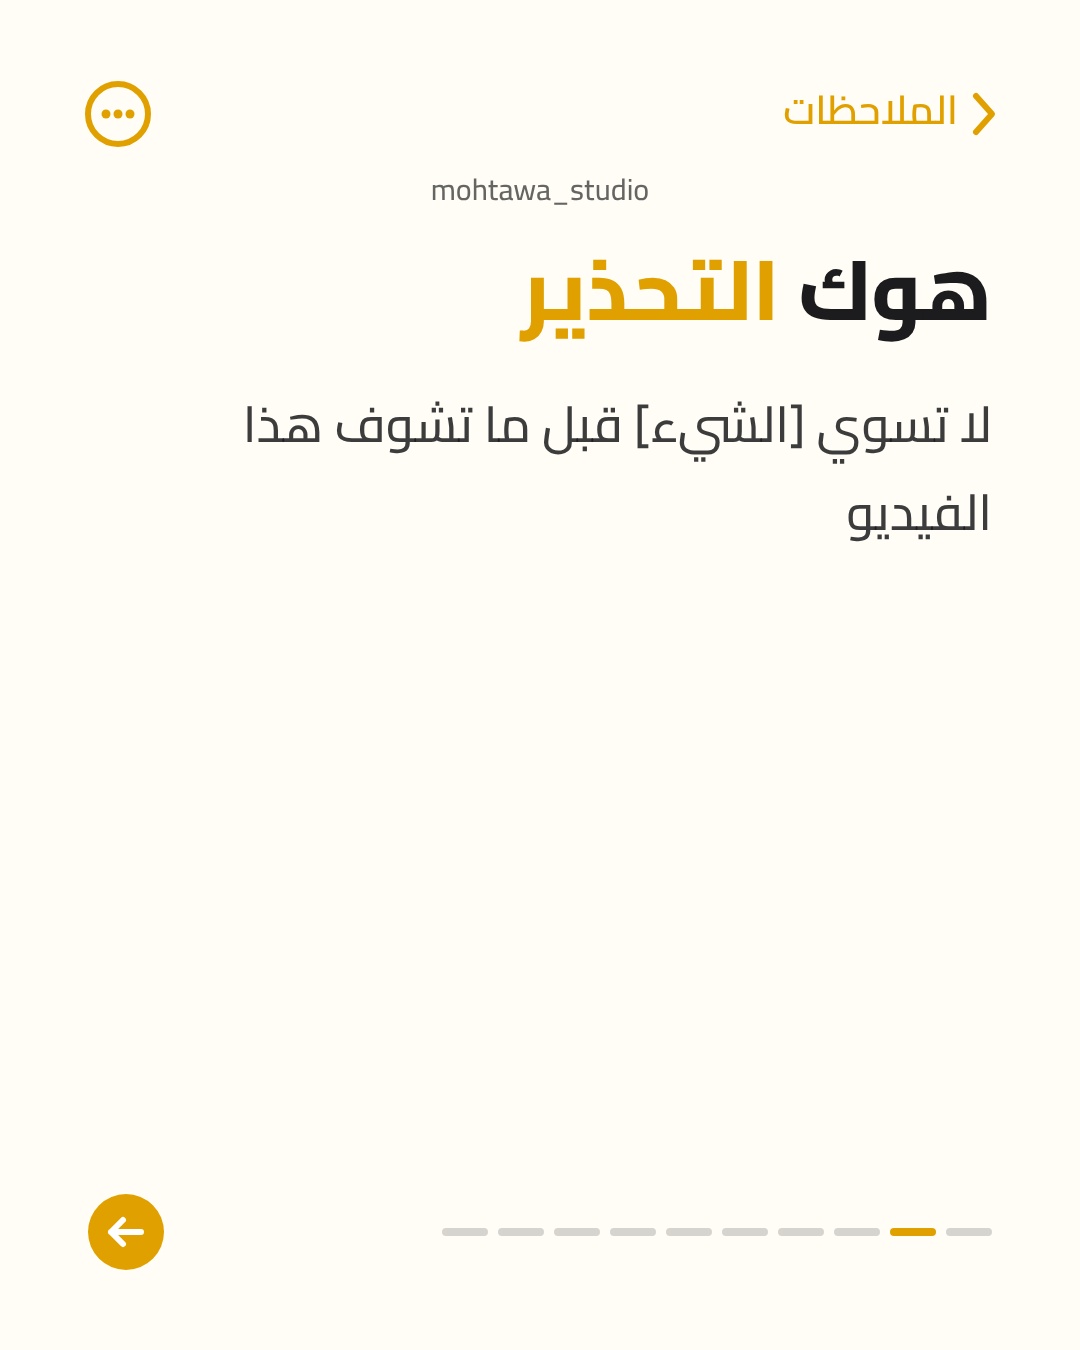 الملاحظات
mohtawa_studio
هوك التحذير
لا تسوي [الشيء] قبل ما تشوف هذا
الفيديو